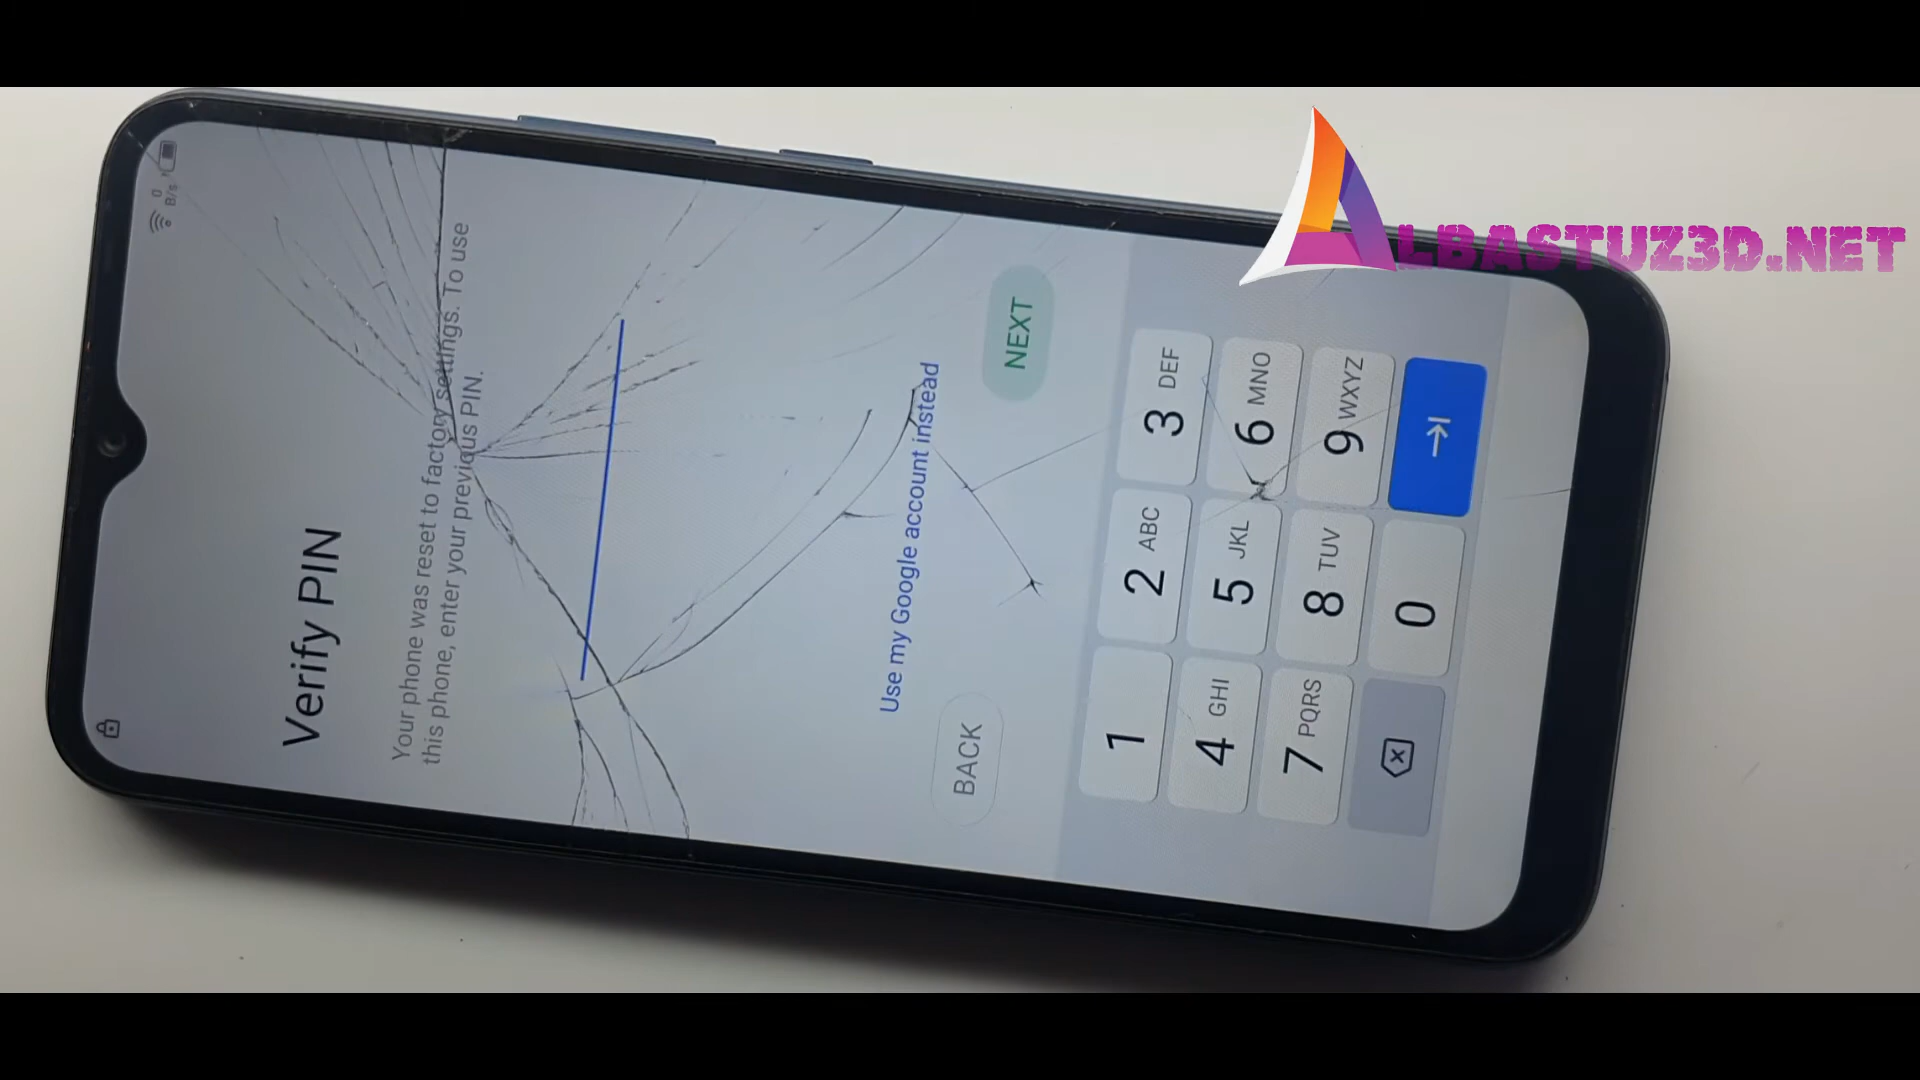 ALBASTUZ3D.NET
0
B/s
Verify PIN
Your phone was reset to factory settings. To use
this phone, enter your previous PIN.
Use my Google account instead
BACK
NEXT
1
2 ABC
3 DEF
4 GHI
5 JKL
6 MNO
7 PQRS
8 TUV
9 WXYZ
0